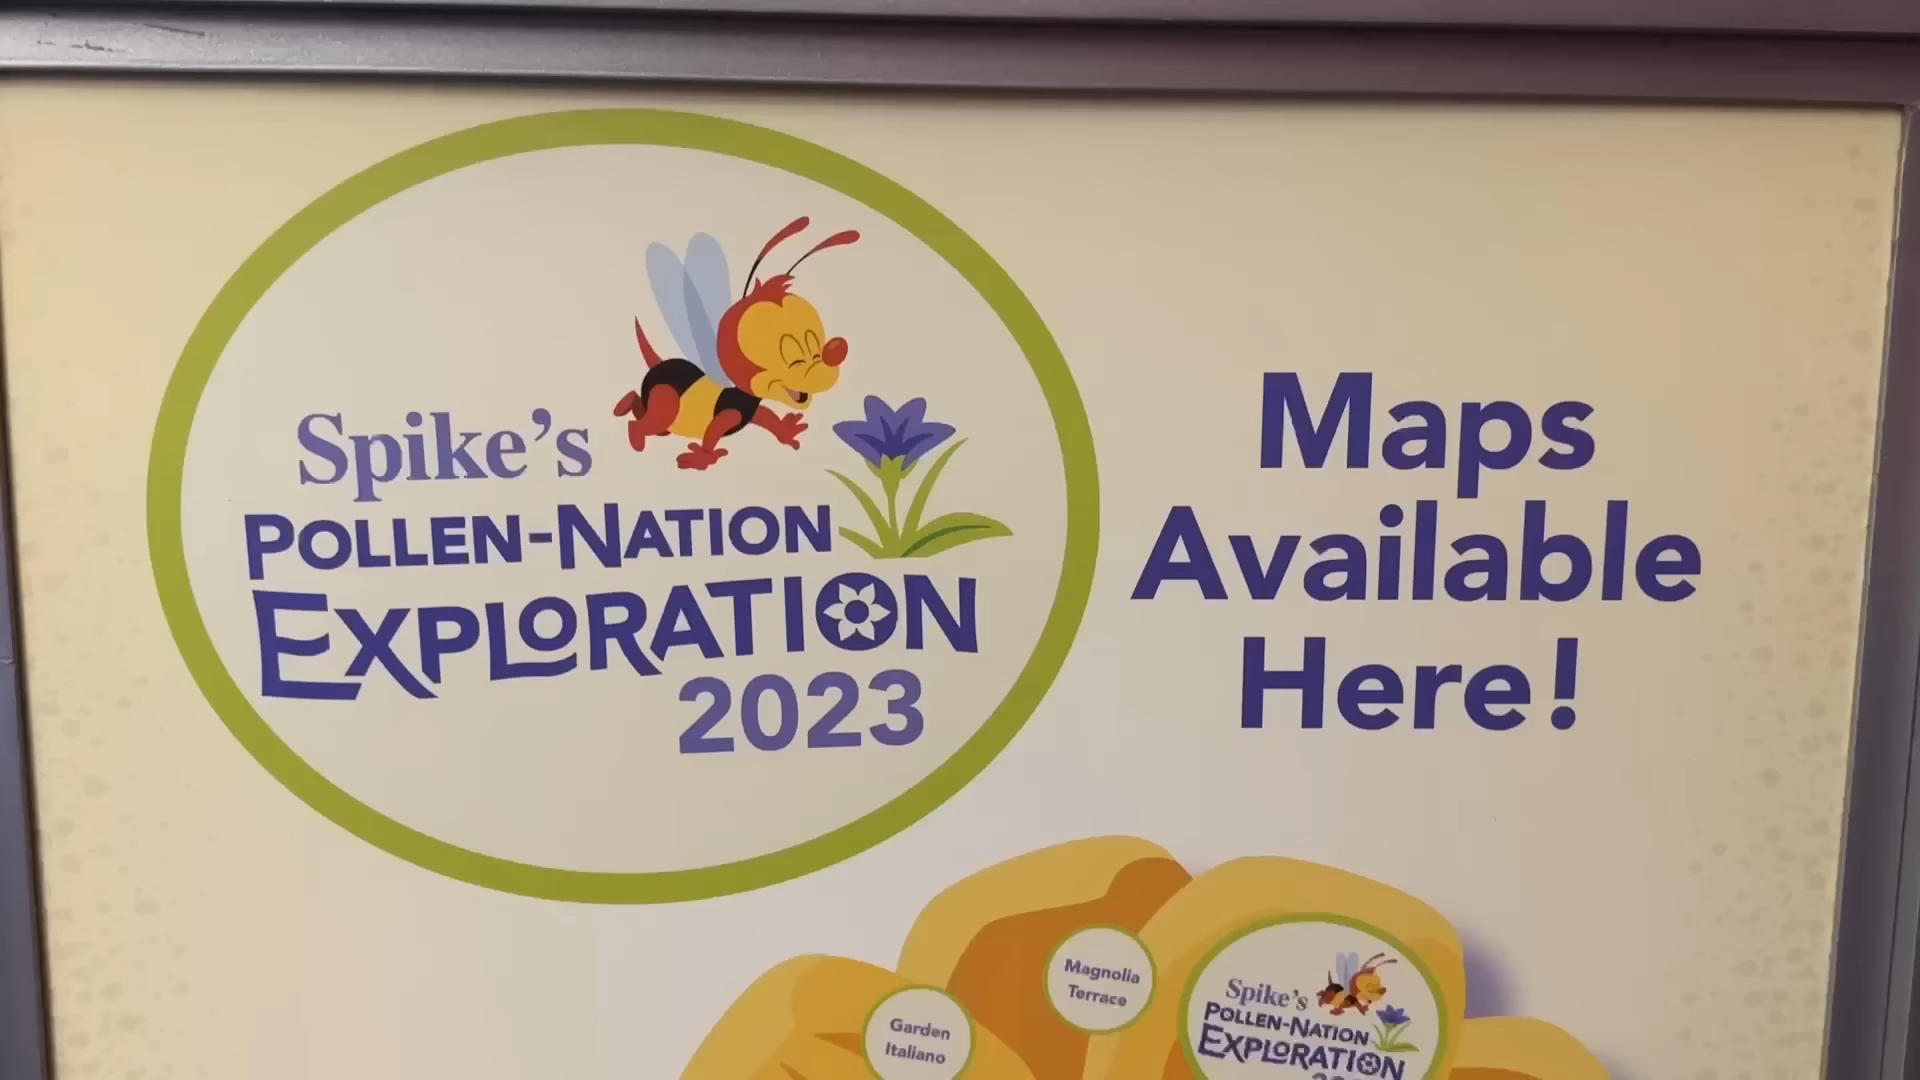 Spike's
POLLEN-NATION
EXPLORATION
2023
Maps
Available
Here!
Magnolia
Terrace
Garden
Italiano
Spike's
POLLEN-NATION
EXPLORATION